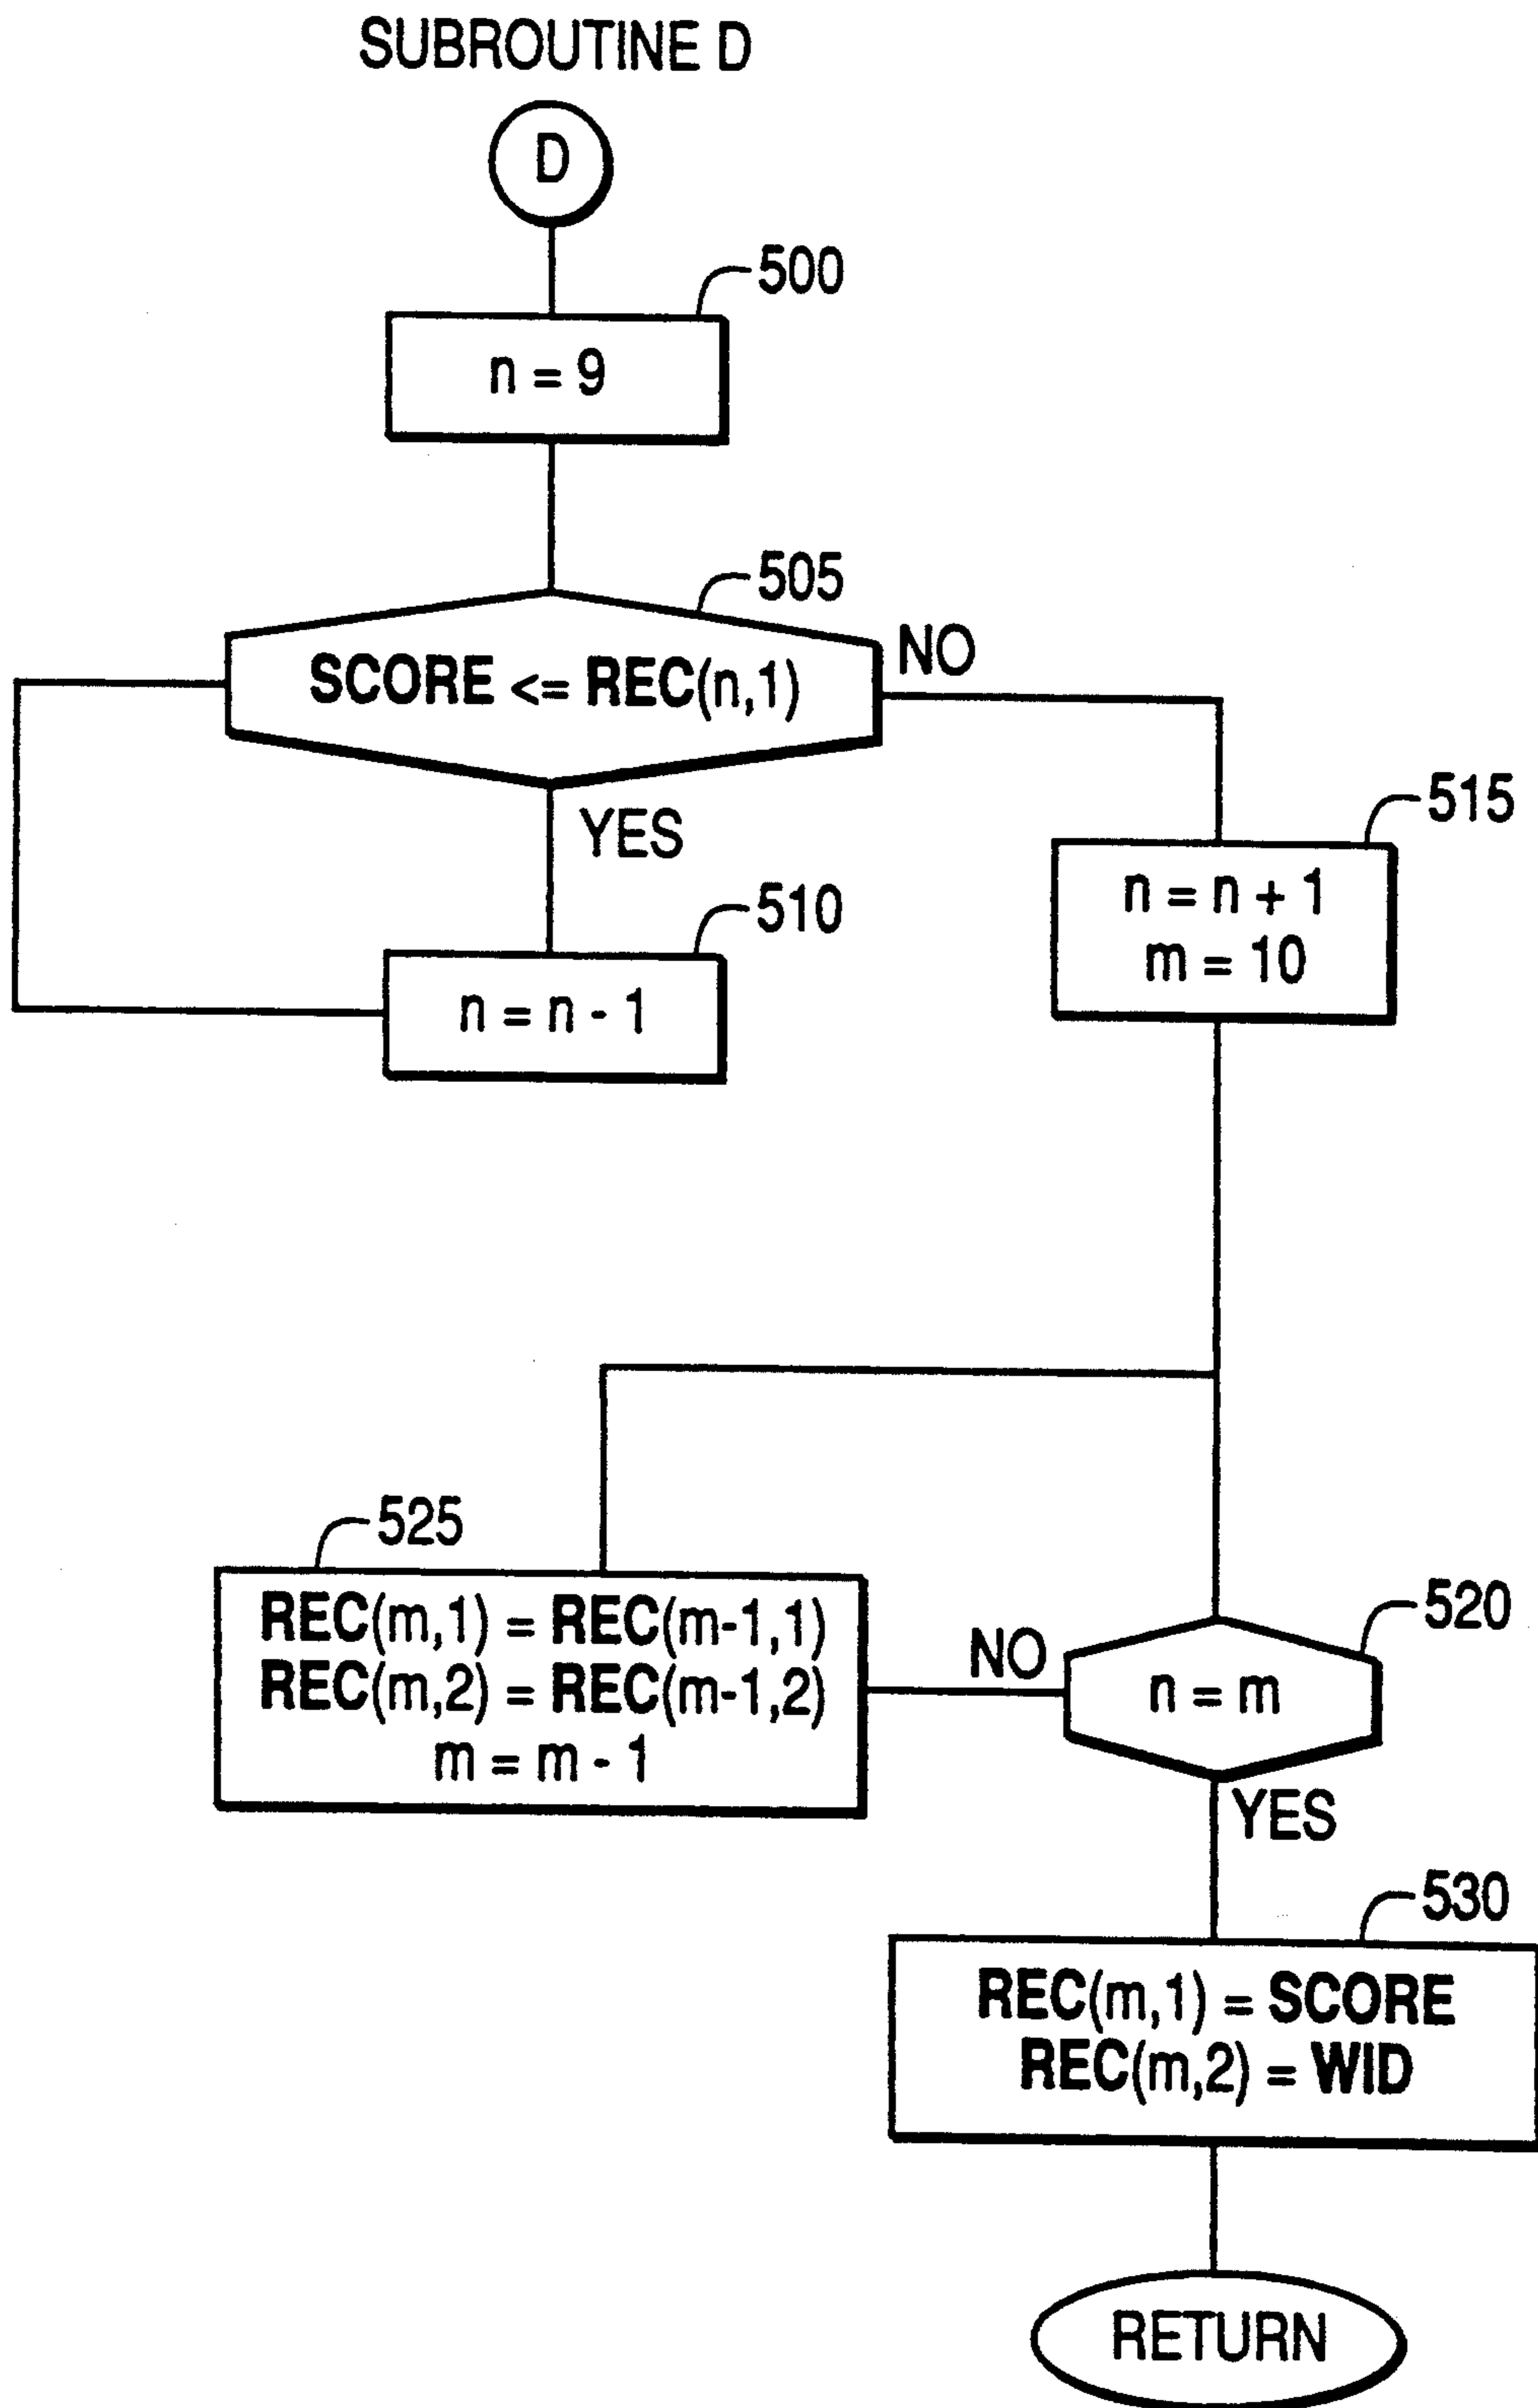 SUBROUTINE D
D
500
n = 9
505
SCORE <= REC(n,1)
NO
YES
510
n = n - 1
515
n = n + 1
m = 10
525
REC(m,1) = REC(m-1,1)
REC(m,2) = REC(m-1,2)
m = m - 1
NO
520
n = m
YES
530
REC(m,1) = SCORE
REC(m,2) = WID
RETURN